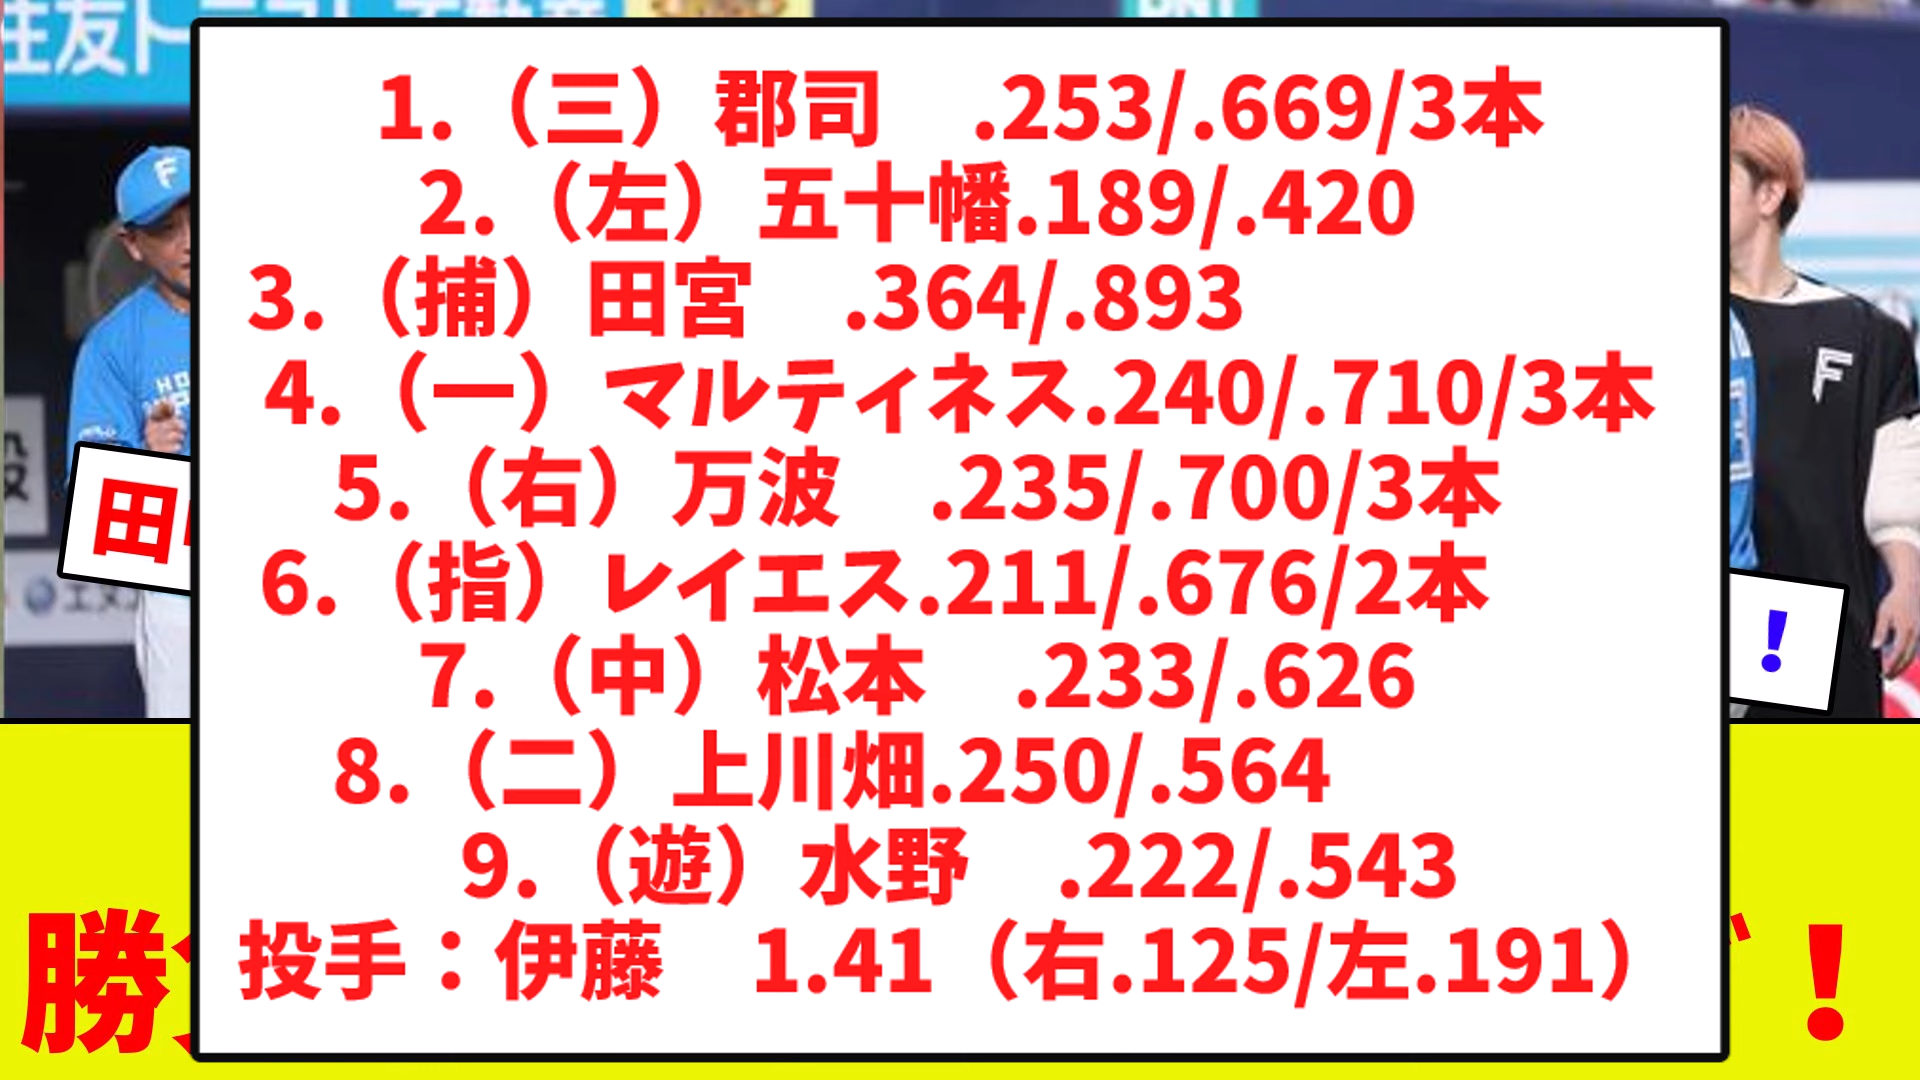 1.（三）郡司　.253/.669/3本
2.（左）五十幡.189/.420
3.（捕）田宮　.364/.893
4.（一）マルティネス.240/.710/3本
5.（右）万波　.235/.700/3本
6.（指）レイエス.211/.676/2本
7.（中）松本　.233/.626
8.（二）上川畑.250/.564
9.（遊）水野　.222/.543
投手：伊藤　1.41（右.125/左.191）
田
！
勝
！
F
F